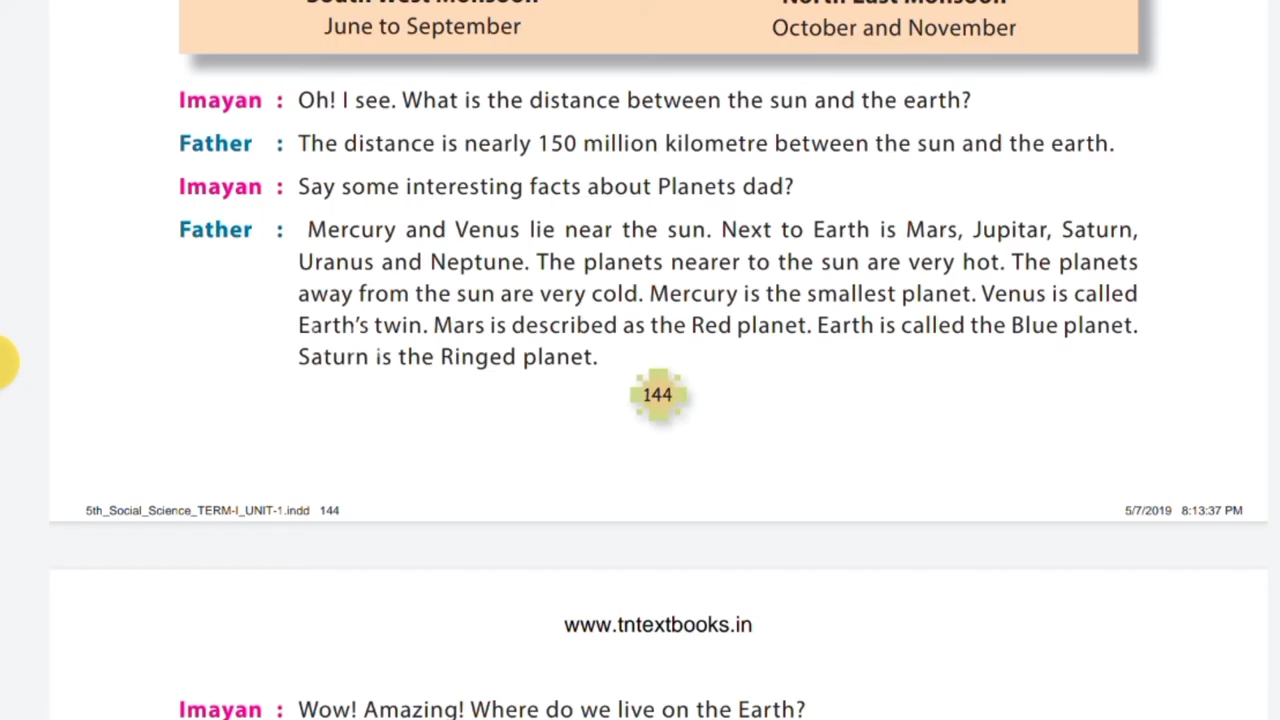 South West Monsoon
North East Monsoon
June to September
October and November
Imayan : Oh! I see. What is the distance between the sun and the earth?
Father : The distance is nearly 150 million kilometre between the sun and the earth.
Imayan : Say some interesting facts about Planets dad?
Father : Mercury and Venus lie near the sun. Next to Earth is Mars, Jupitar, Saturn,
Uranus and Neptune. The planets nearer to the sun are very hot. The planets
away from the sun are very cold. Mercury is the smallest planet. Venus is called
Earth's twin. Mars is described as the Red planet. Earth is called the Blue planet.
Saturn is the Ringed planet.
144
5th_Social_Science_TERM-I_UNIT-1.indd 144
5/7/2019 8:13:37 PM
www.tntextbooks.in
Imayan : Wow! Amazing! Where do we live on the Earth?